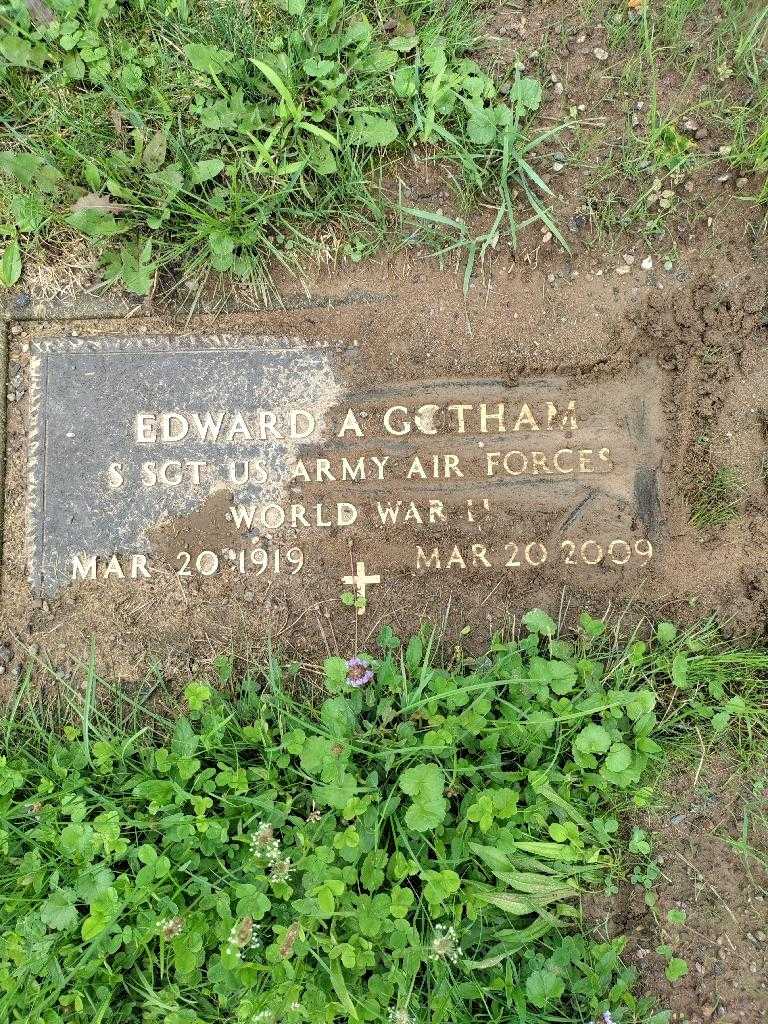 EDWARD A GOTHAM
S SGT US ARMY AIR FORCES
WORLD WAR II
MAR 20 1919 MAR 20 2009